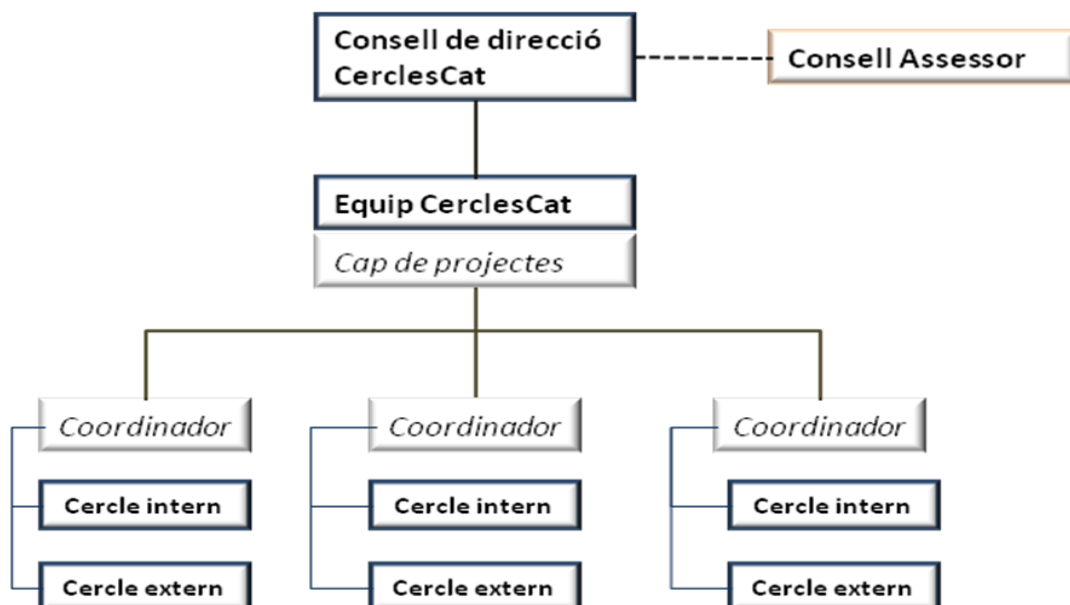 Consell de direcció
CerclesCat
Consell Assessor
Equip CerclesCat
Cap de projectes
Coordinador
Coordinador
Coordinador
Cercle intern
Cercle intern
Cercle intern
Cercle extern
Cercle extern
Cercle extern